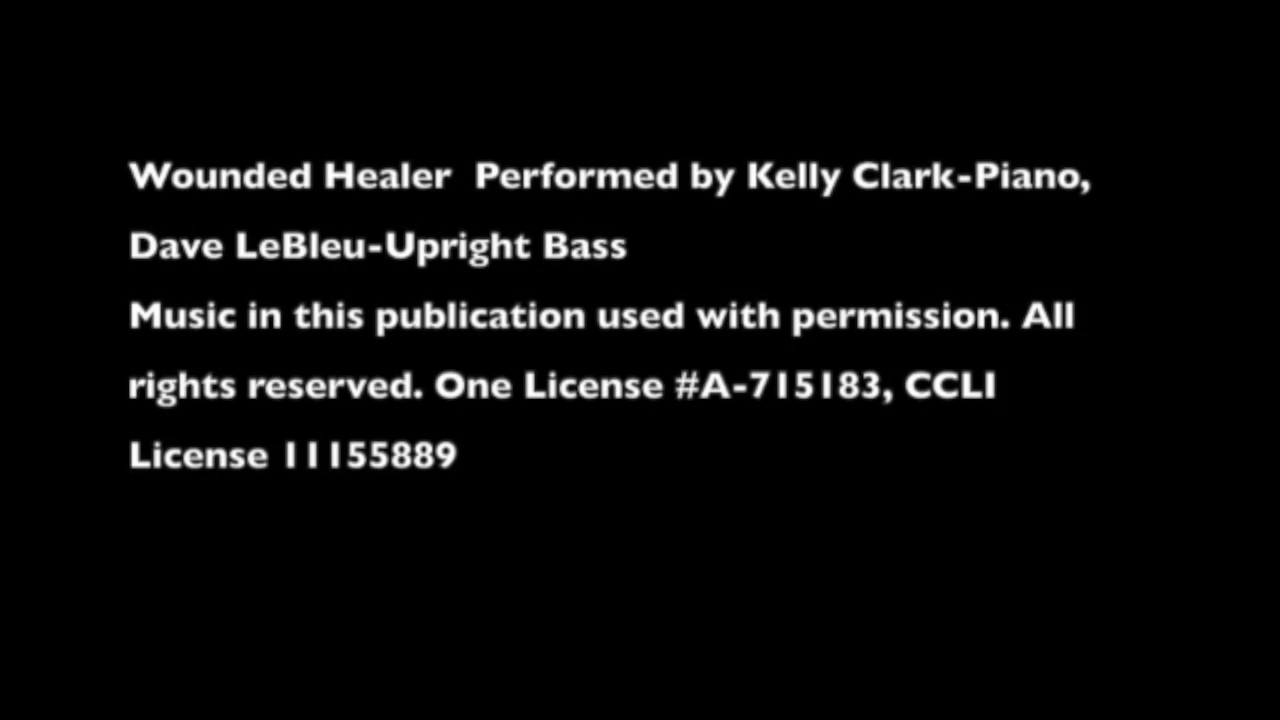 Wounded Healer  Performed by Kelly Clark-Piano,
Dave LeBleu-Upright Bass
Music in this publication used with permission. All
rights reserved. One License #A-715183, CCLI
License 11155889